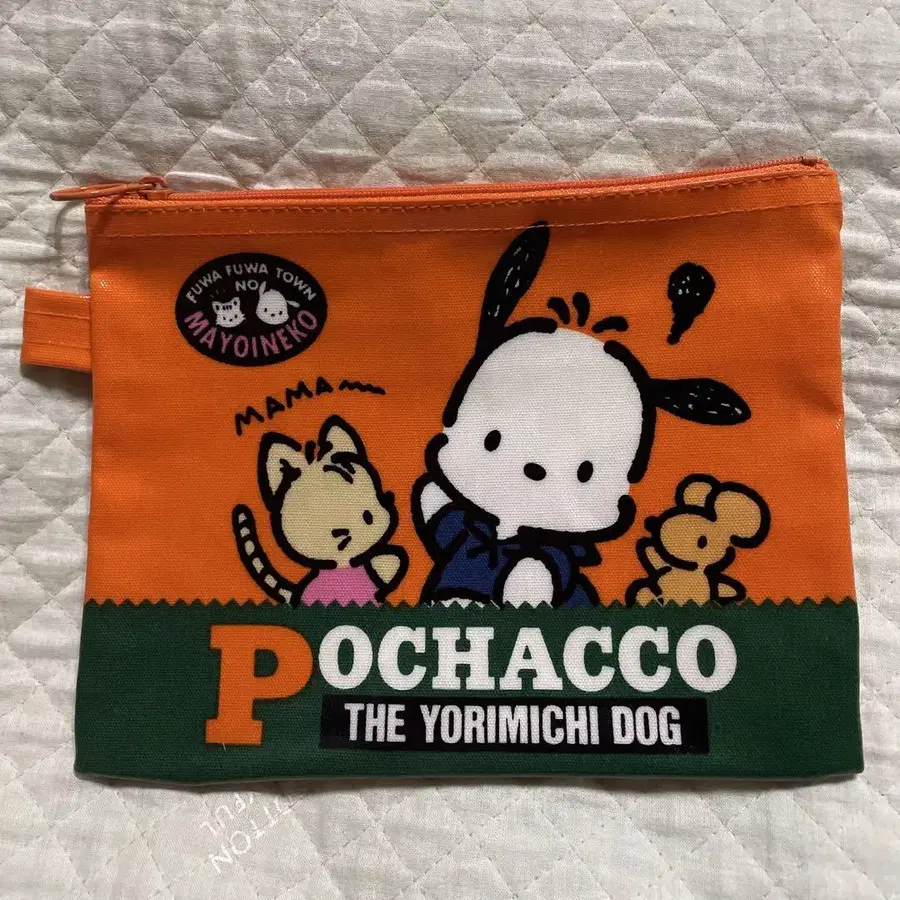 FUWA FUWA TOWN
NO
MAYOINEKO
MAMA
POCHACCO
THE YORIMICHI DOG